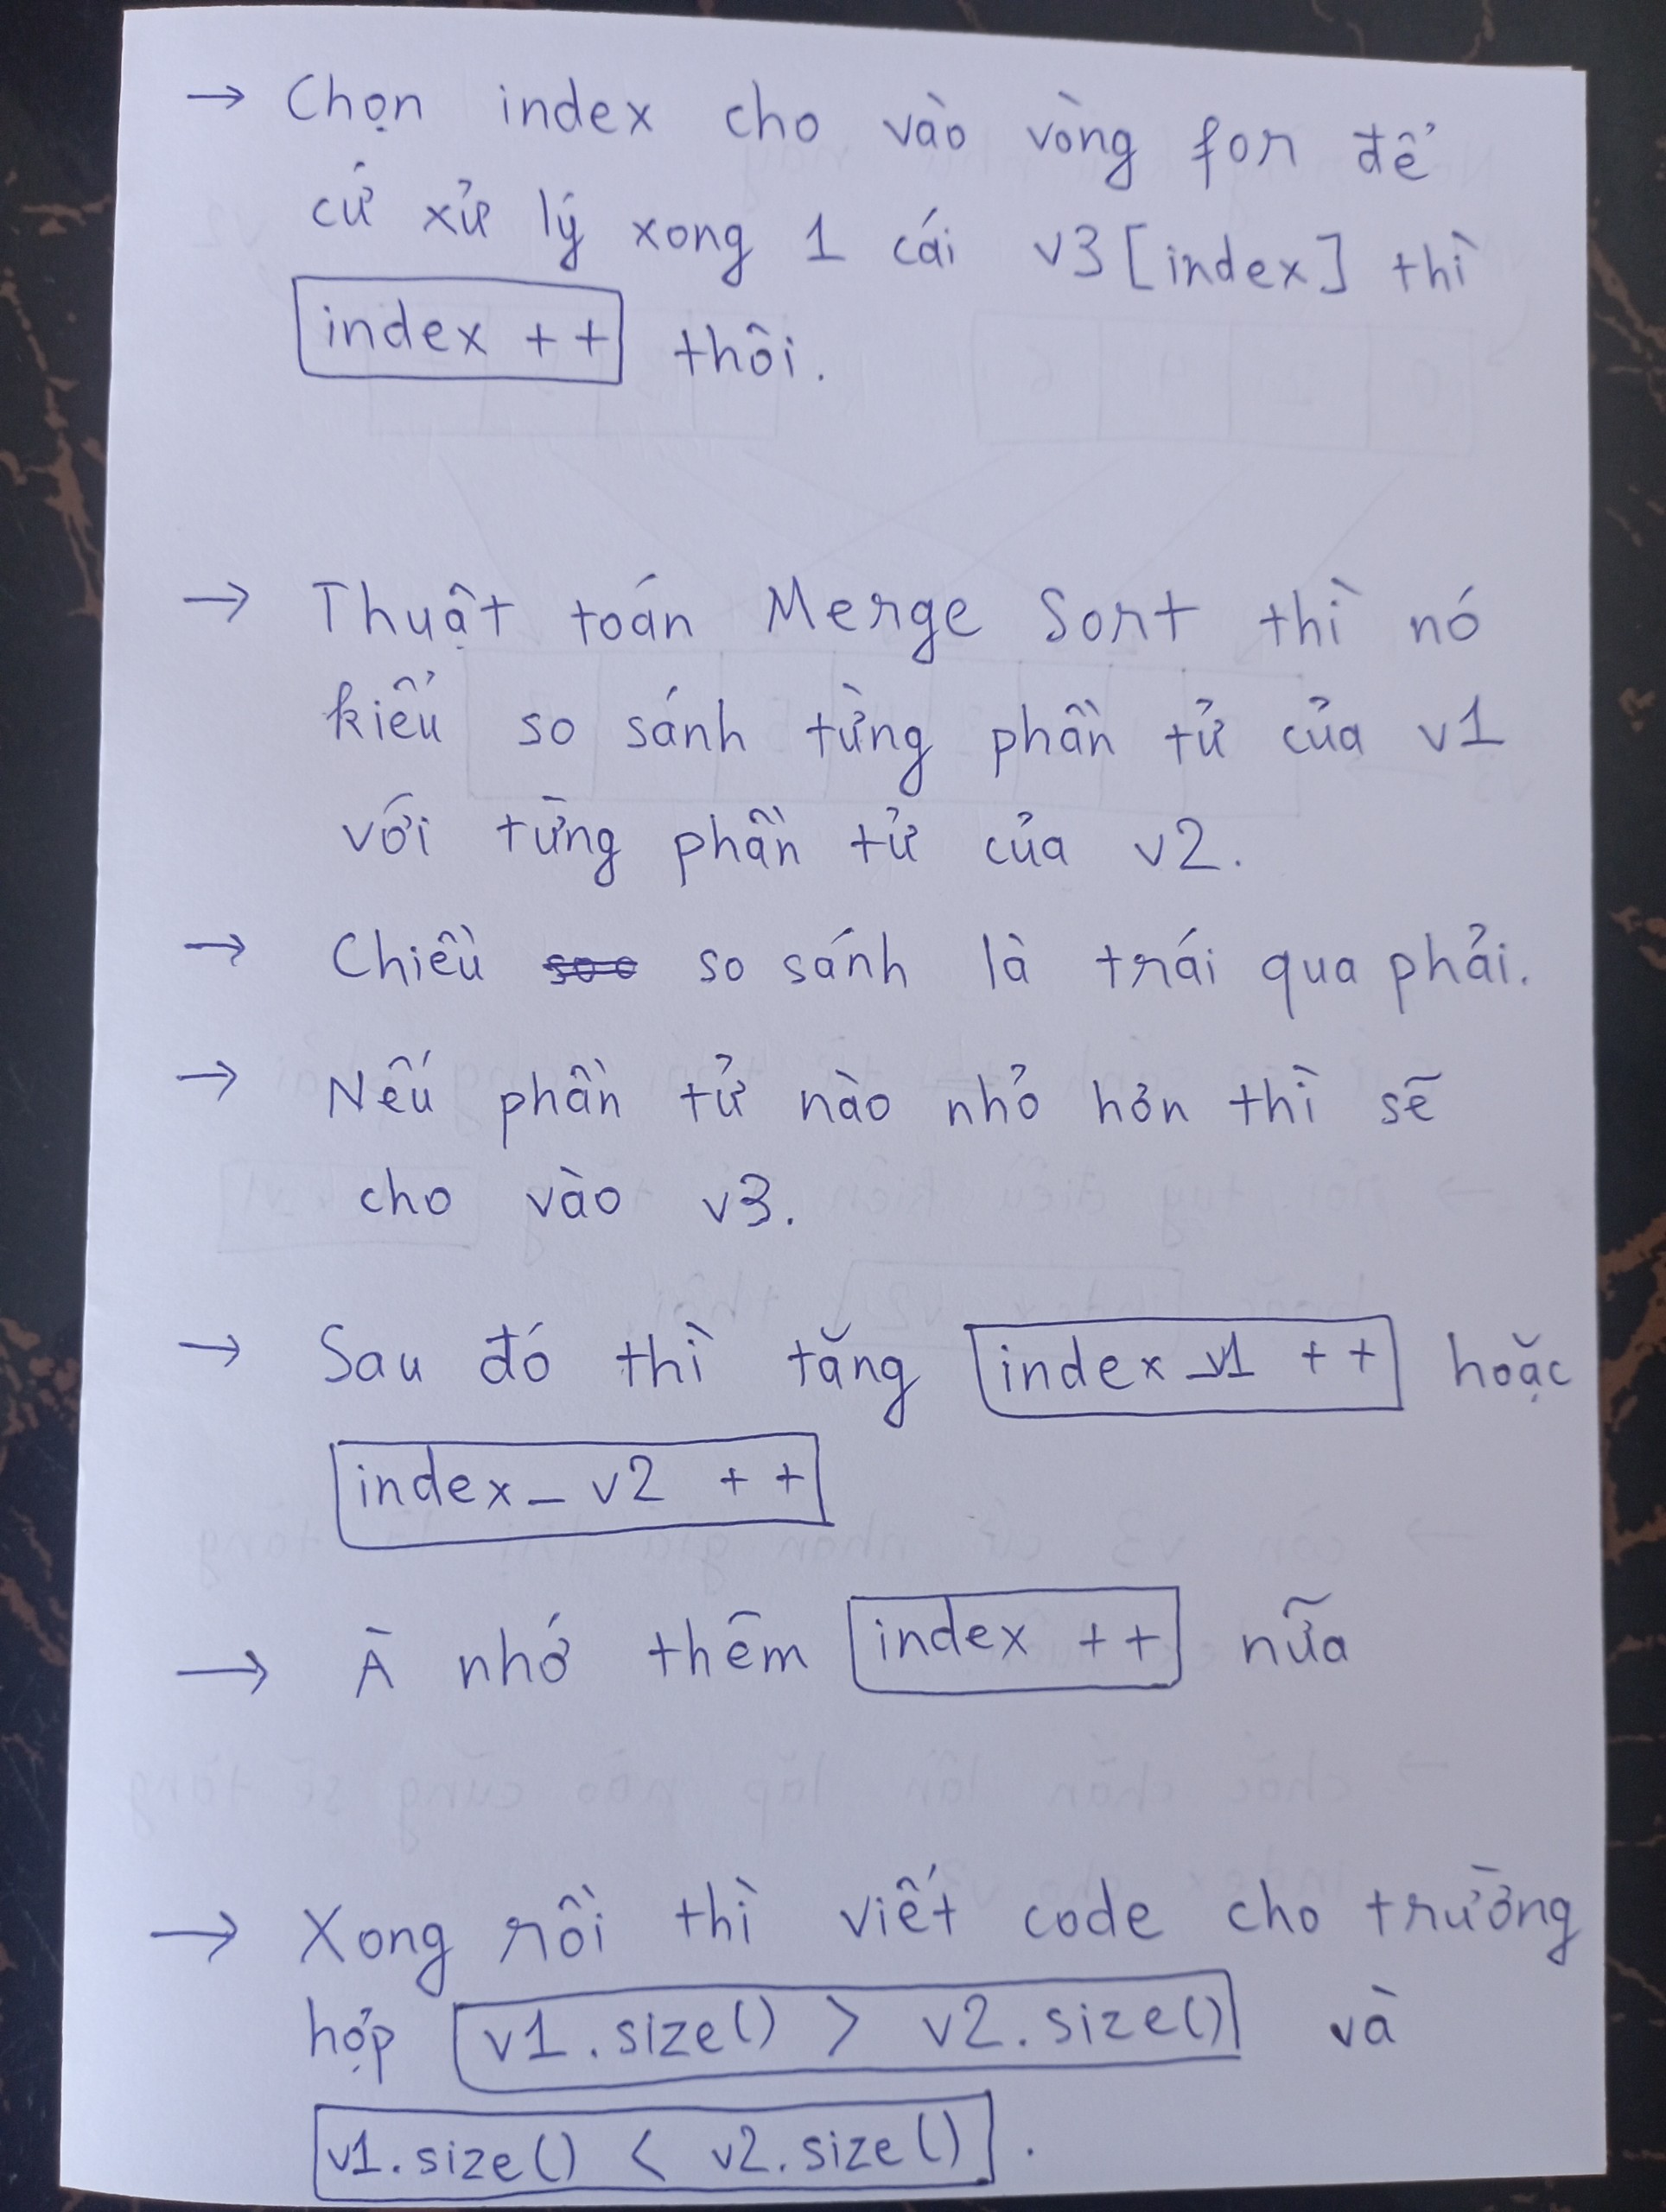 → Chọn index cho vào vòng for để
cứ xử lý xong 1 cái v3[index] thì
index ++ thôi.
→ Thuật toán Merge Sort thì nó
kiểu so sánh từng phần tử của v1
với từng phần tử của v2.
→ Chiều so sánh là trái qua phải.
→ Nếu phần tử nào nhỏ hơn thì sẽ
cho vào v3.
→ Sau đó thì tăng index_v1 ++ hoặc
index_v2 ++
→ À nhớ thêm index ++ nữa
→ Xong rồi thì viết code cho trường
hợp v1.size() > v2.size() và
v1.size() < v2.size().